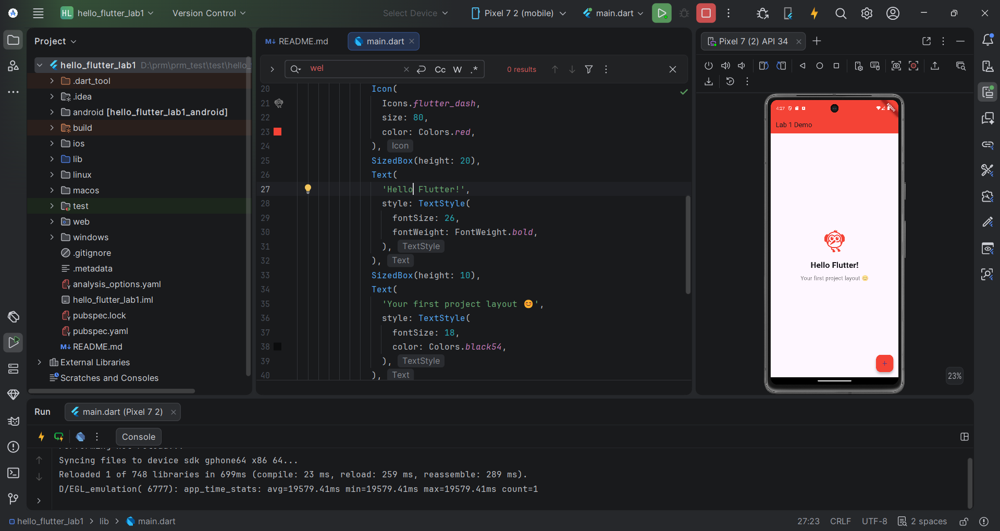 HL hello_flutter_lab1 Version Control Select Device Pixel 7 2 (mobile) main.dart
Project
README.md main.dart
Pixel 7 (2) API 34
hello_flutter_lab1 D:\prm\prm_test\test\hello_
.dart_tool
.idea
android [hello_flutter_lab1_android]
build
ios
lib
linux
macos
test
web
windows
.gitignore
.metadata
analysis_options.yaml
hello_flutter_lab1.iml
pubspec.lock
pubspec.yaml
README.md
External Libraries
Scratches and Consoles
wel Cc W .* 0 results
20 Icon(
21 Icons.flutter_dash,
22 size: 80,
23 color: Colors.red,
24 ), Icon
25 SizedBox(height: 20),
26 Text(
27 'Hello Flutter!',
28 style: TextStyle(
29 fontSize: 26,
30 fontWeight: FontWeight.bold,
31 ), TextStyle
32 ), Text
33 SizedBox(height: 10),
34 Text(
35 'Your first project layout 😊',
36 style: TextStyle(
37 fontSize: 18,
38 color: Colors.black54,
39 ), TextStyle
40 ), Text
4:27
DEBUG
Lab 1 Demo
Hello Flutter!
Your first project layout 😊
+
23%
Run main.dart (Pixel 7 2)
Console
Syncing files to device sdk gphone64 x86 64...
Reloaded 1 of 748 libraries in 699ms (compile: 23 ms, reload: 259 ms, reassemble: 289 ms).
D/EGL_emulation( 6777): app_time_stats: avg=19579.41ms min=19579.41ms max=19579.41ms count=1
hello_flutter_lab1 > lib > main.dart
27:23 CRLF UTF-8 2 spaces